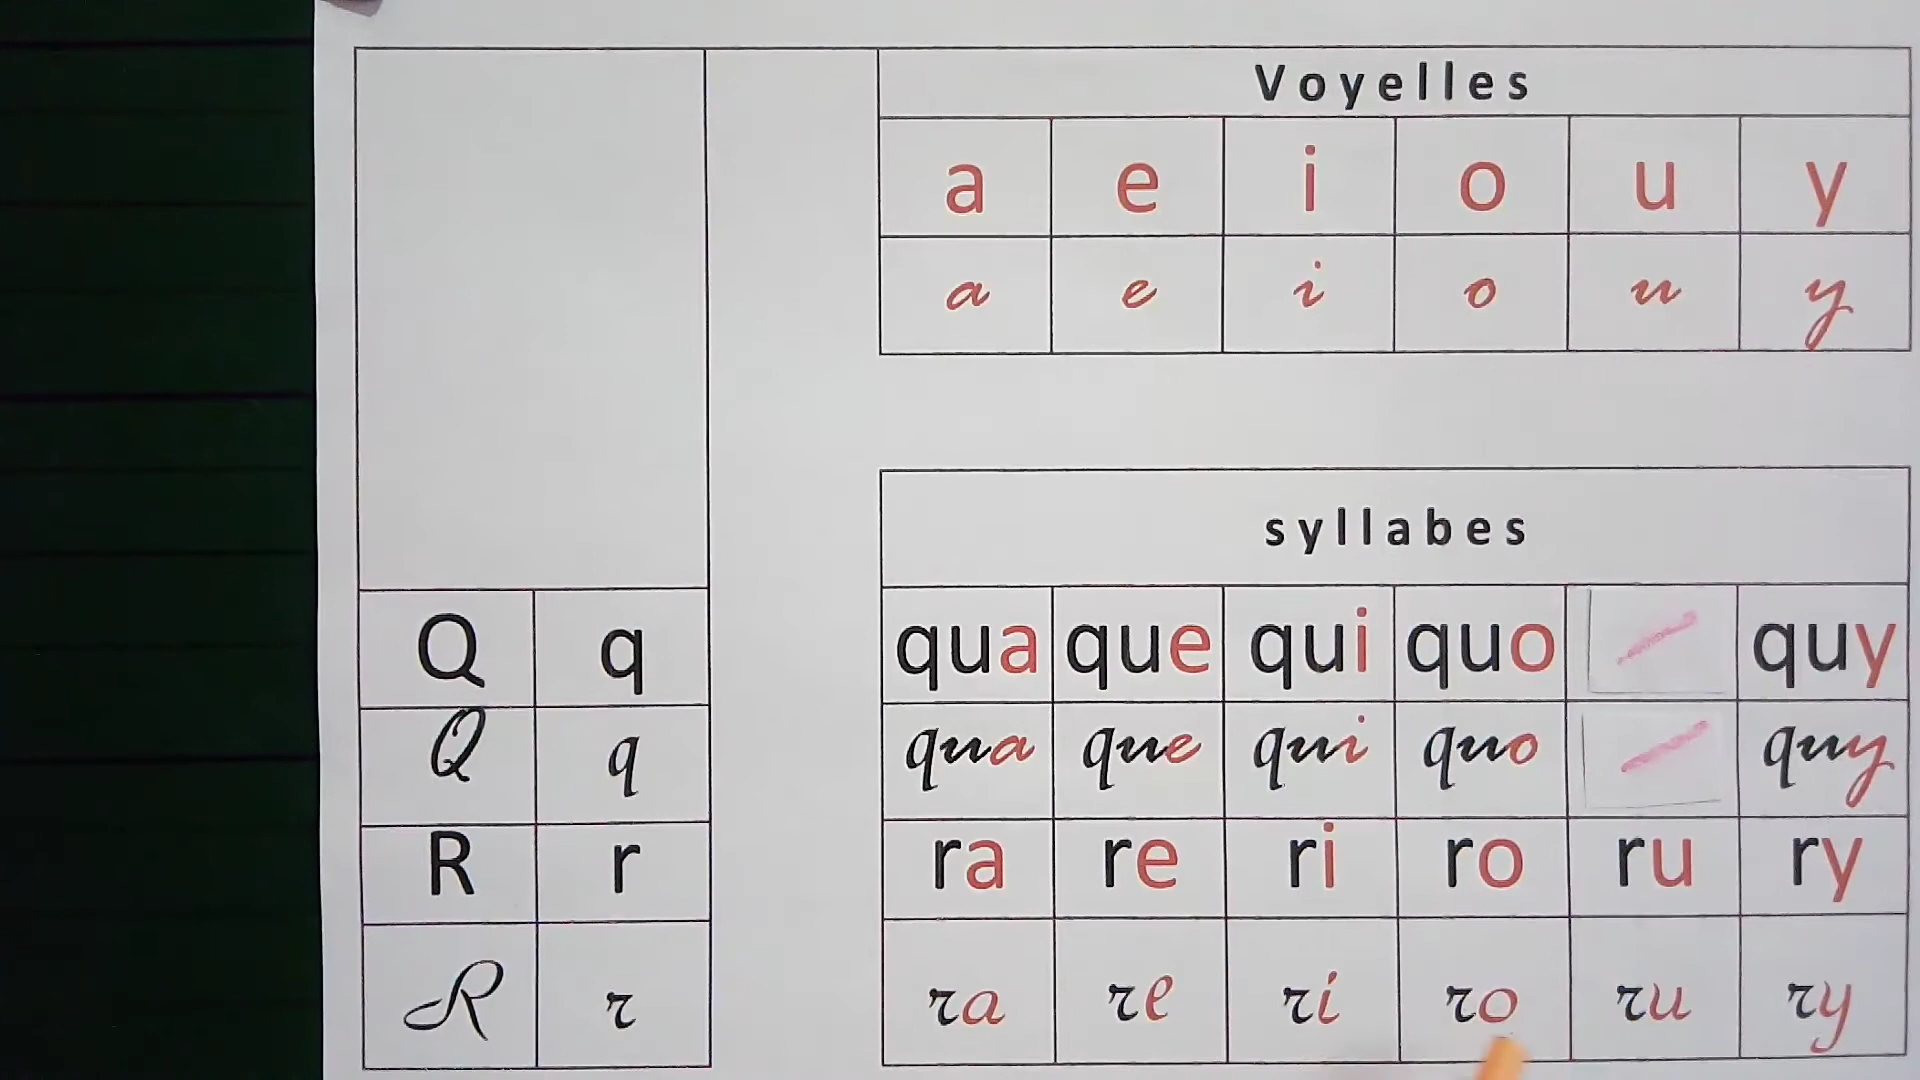 Voyelles
a e i o u y
a e i o u y
syllabes
Q q qua que qui quo quy
Q q qua que qui quo quy
R r ra re ri ro ru ry
R r ra re ri ro ru ry